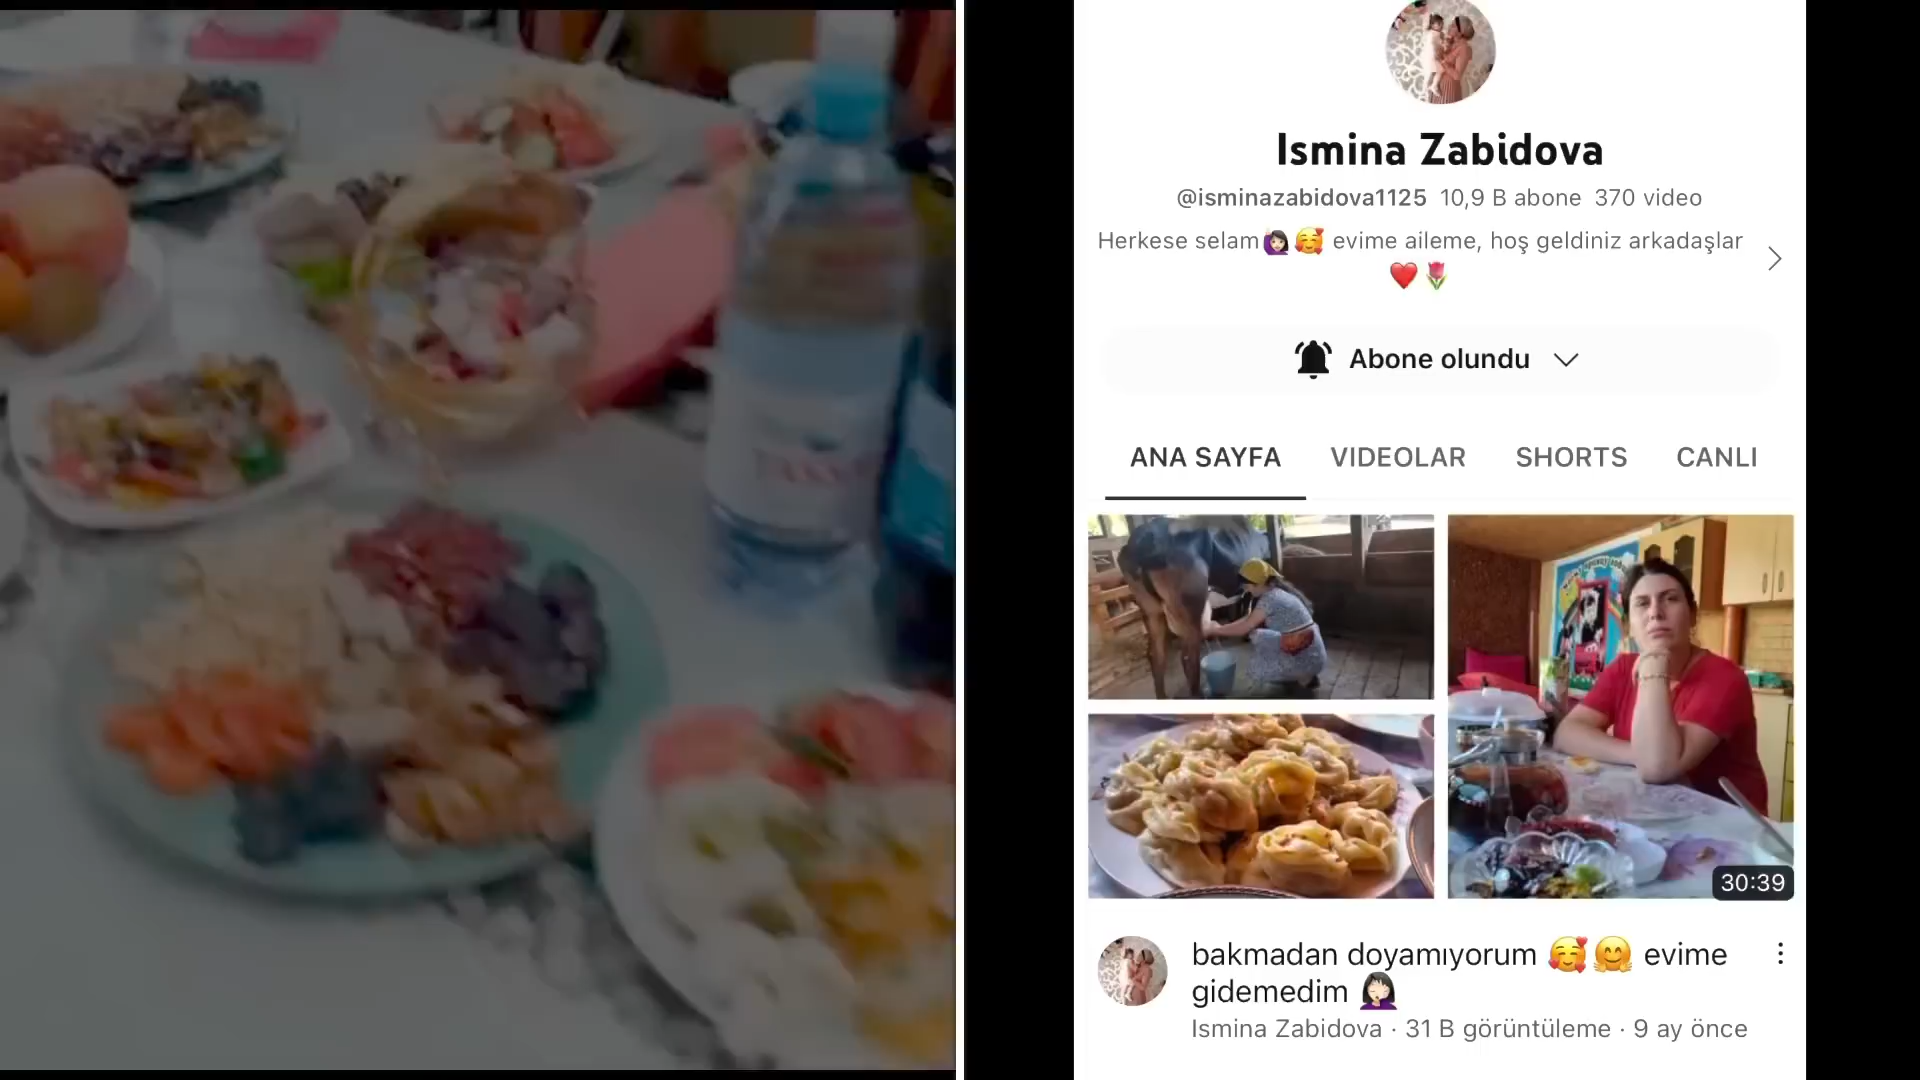 Ismina Zabidova
@isminazabidova1125 10,9 B abone 370 video
Herkese selam🙋🏻‍♀️🥰 evime aileme, hoş geldiniz arkadaşlar
❤️🌷
Abone olundu
ANA SAYFA VIDEOLAR SHORTS CANLI
30:39
bakmadan doyamıyorum 🥰🤗 evime
gidemedim 🤦🏻‍♀️
Ismina Zabidova · 31 B görüntüleme · 9 ay önce